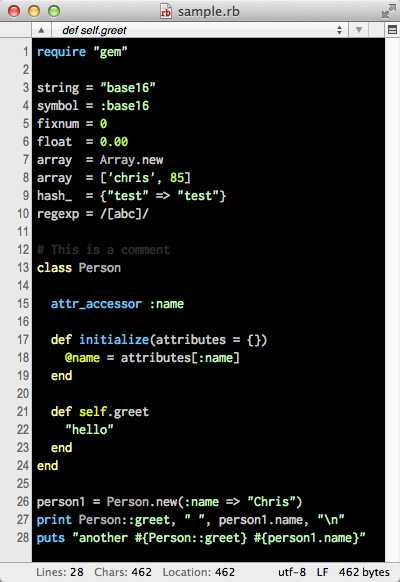 sample.rb
def self.greet
1 require "gem"
2
3 string = "base16"
4 symbol = :base16
5 fixnum = 0
6 float  = 0.00
7 array  = Array.new
8 array  = ['chris', 85]
9 hash_  = {"test" => "test"}
10 regexp = /[abc]/
11
12 # This is a comment
13 class Person
14
15   attr_accessor :name
16
17   def initialize(attributes = {})
18     @name = attributes[:name]
19   end
20
21   def self.greet
22     "hello"
23   end
24 end
25
26 person1 = Person.new(:name => "Chris")
27 print Person::greet, " ", person1.name, "\n"
28 puts "another #{Person::greet} #{person1.name}"
Lines: 28 Chars: 462 Location: 462 utf-8 LF 462 bytes